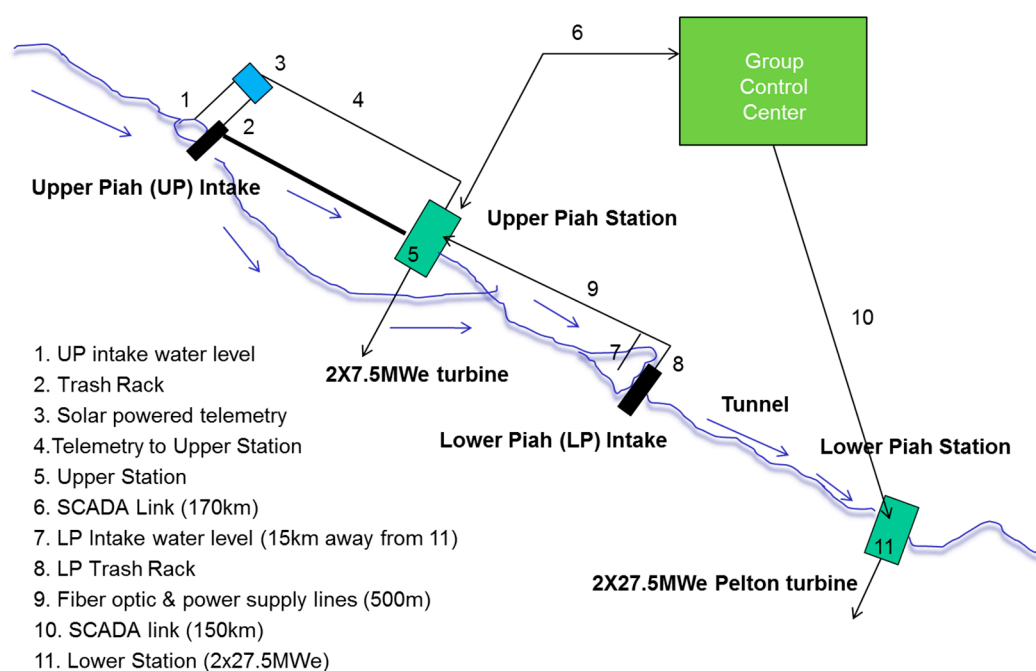 6
Group
Control
Center
3
1
4
2
Upper Piah (UP) Intake
Upper Piah Station
5
9
10
7
8
2X7.5MWe turbine
Tunnel
Lower Piah (LP) Intake
Lower Piah Station
11
2X27.5MWe Pelton turbine
1. UP intake water level
2. Trash Rack
3. Solar powered telemetry
4.Telemetry to Upper Station
5. Upper Station
6. SCADA Link (170km)
7. LP Intake water level (15km away from 11)
8. LP Trash Rack
9. Fiber optic & power supply lines (500m)
10. SCADA link (150km)
11. Lower Station (2x27.5MWe)